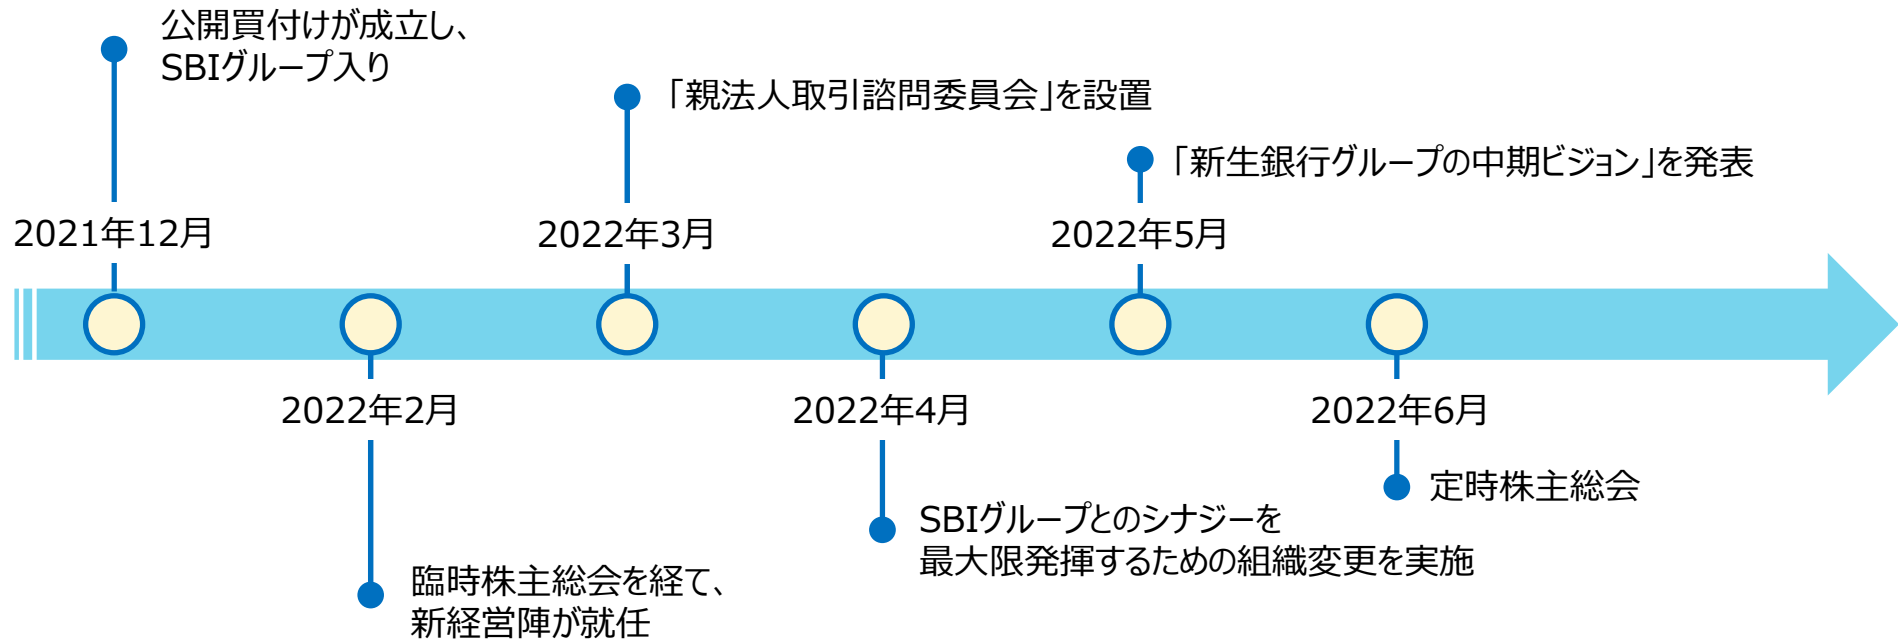 公開買付けが成立し、
SBIグループ入り
2021年12月
臨時株主総会を経て、
新経営陣が就任
2022年2月
「親法人取引諮問委員会」を設置
2022年3月
2022年4月
SBIグループとのシナジーを
最大限発揮するための組織変更を実施
「新生銀行グループの中期ビジョン」を発表
2022年5月
2022年6月
定時株主総会